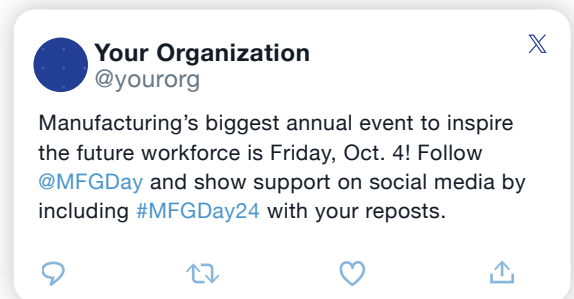 Your Organization
@yourorg
Manufacturing’s biggest annual event to inspire
the future workforce is Friday, Oct. 4! Follow
@MFGDay and show support on social media by
including #MFGDay24 with your reposts.